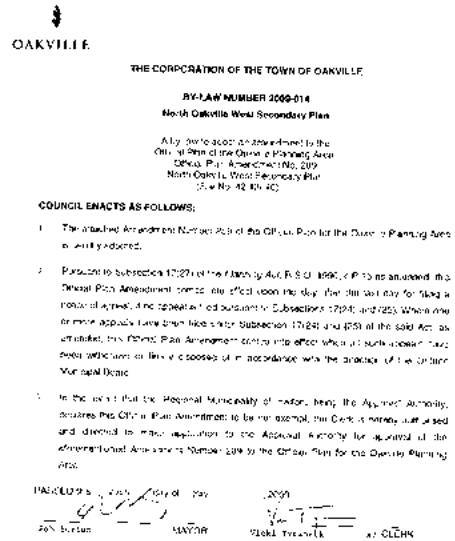 OAKVILLE
THE CORPORATION OF THE TOWN OF OAKVILLE
BY-LAW NUMBER 2009-014
North Oakville West Secondary Plan
A by-law to adopt an amendment to the
Official Plan of the Oakville Planning Area
Official Plan Amendment No. 289
North Oakville West Secondary Plan
COUNCIL ENACTS AS FOLLOWS:
1. The attached Amendment Number 289 of the Official Plan for the Oakville Planning Area
is hereby adopted.
2. Pursuant to Subsection 17(27) of the Planning Act, R.S.O. 1990, c.P.13 as amended, this
Official Plan Amendment comes into effect upon the day after the last day for filing a
notice of appeal, if no appeal is filed pursuant to Subsections 17(24) and (25). Where one
or more appeals have been filed under Subsection 17(24) and (25) of the said Act, as
amended, this Official Plan Amendment comes into effect when all such appeals have
been withdrawn or finally disposed of in accordance with the direction of the Ontario
Municipal Board.
3. In the event that the Regional Municipality of Halton, being the Approval Authority,
declares this Official Plan Amendment to be not exempt, the Clerk is hereby authorised
and directed to make application to the Approval Authority for approval of the
aforementioned Amendment Number 289 to the Official Plan for the Oakville Planning
Area.
PASSED this day of May, 2009
Rob Burton MAYOR Vicki Tytaneck CLERK